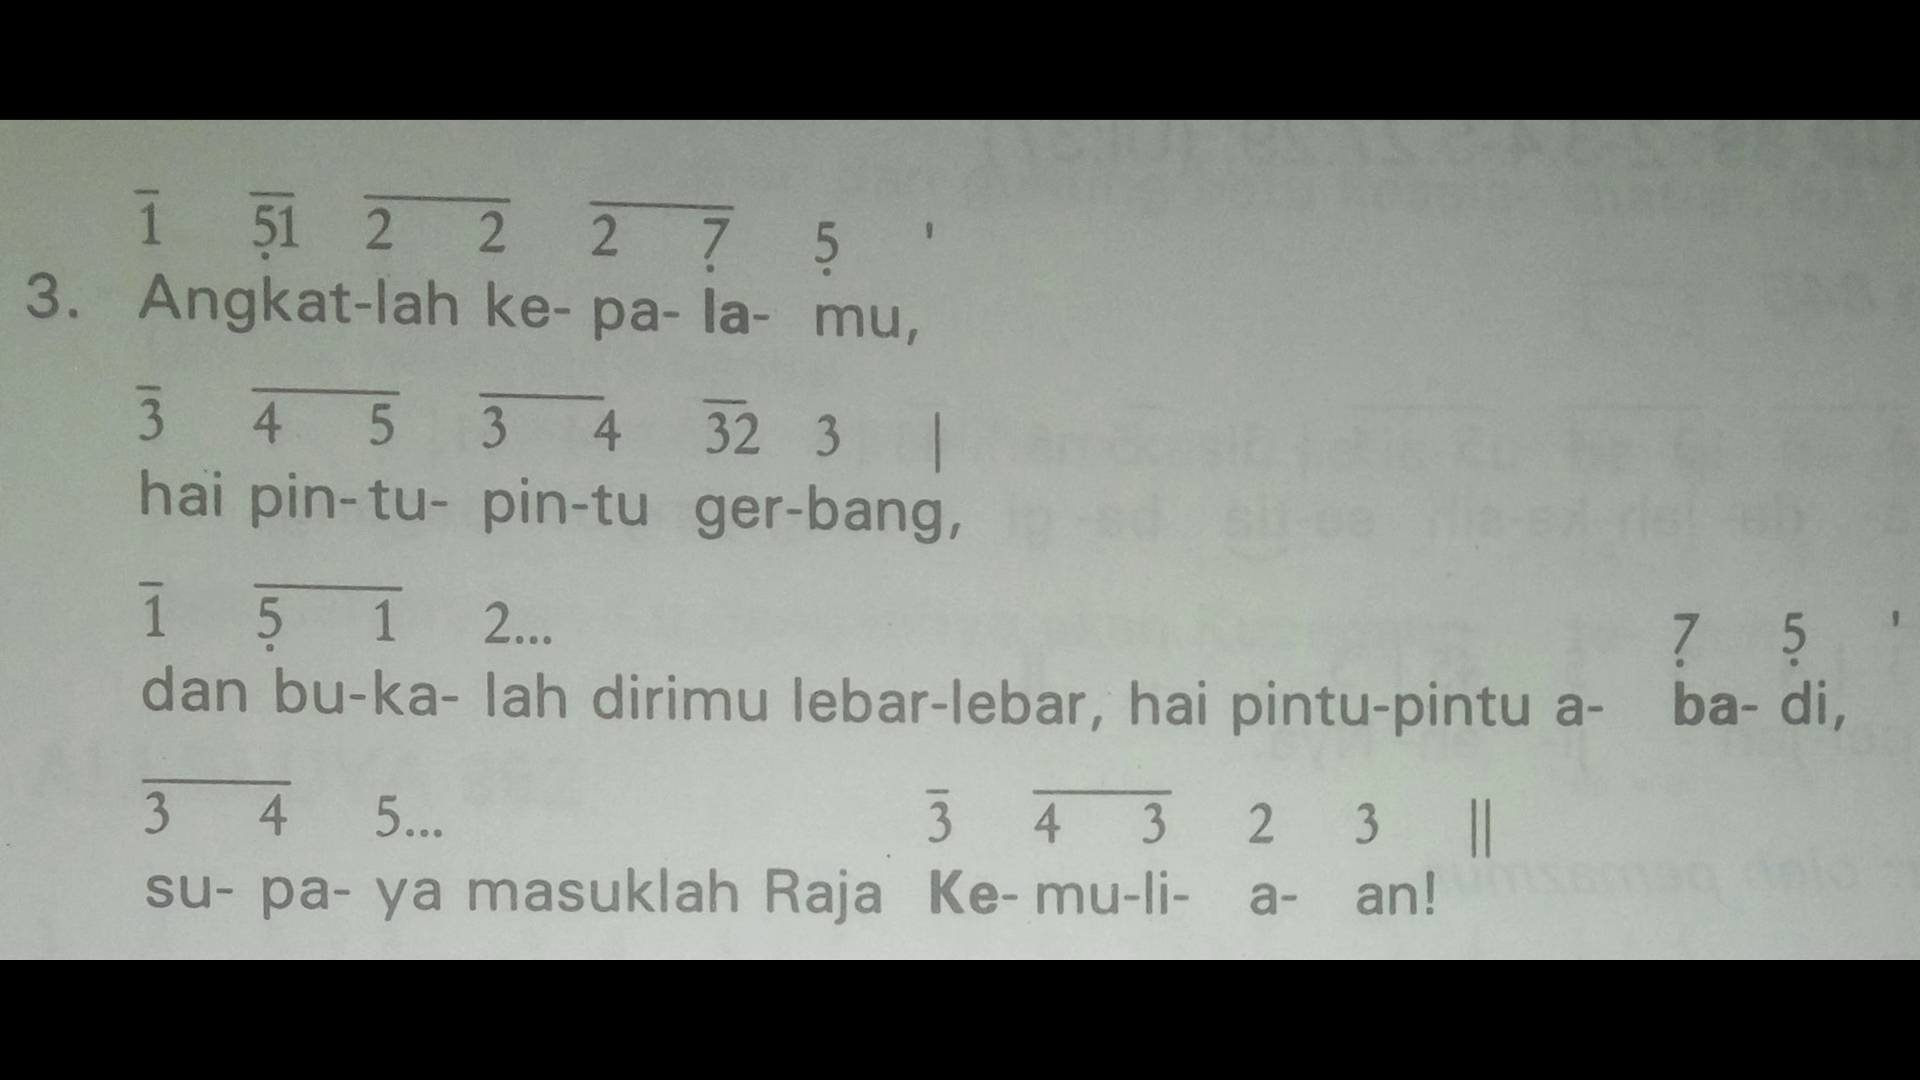 1 5̣1 2 2 2 7̣ 5̣ '
3. Angkat-lah ke- pa- la- mu,
3 4 5 3 4 32 3 |
hai pin-tu- pin-tu ger-bang,
1 5̣ 1 2... 7̣ 5̣ '
dan bu-ka- lah dirimu lebar-lebar, hai pintu-pintu a- ba- di,
3 4 5... 3 4 3 2 3 ||
su- pa- ya masuklah Raja Ke- mu-li- a- an!